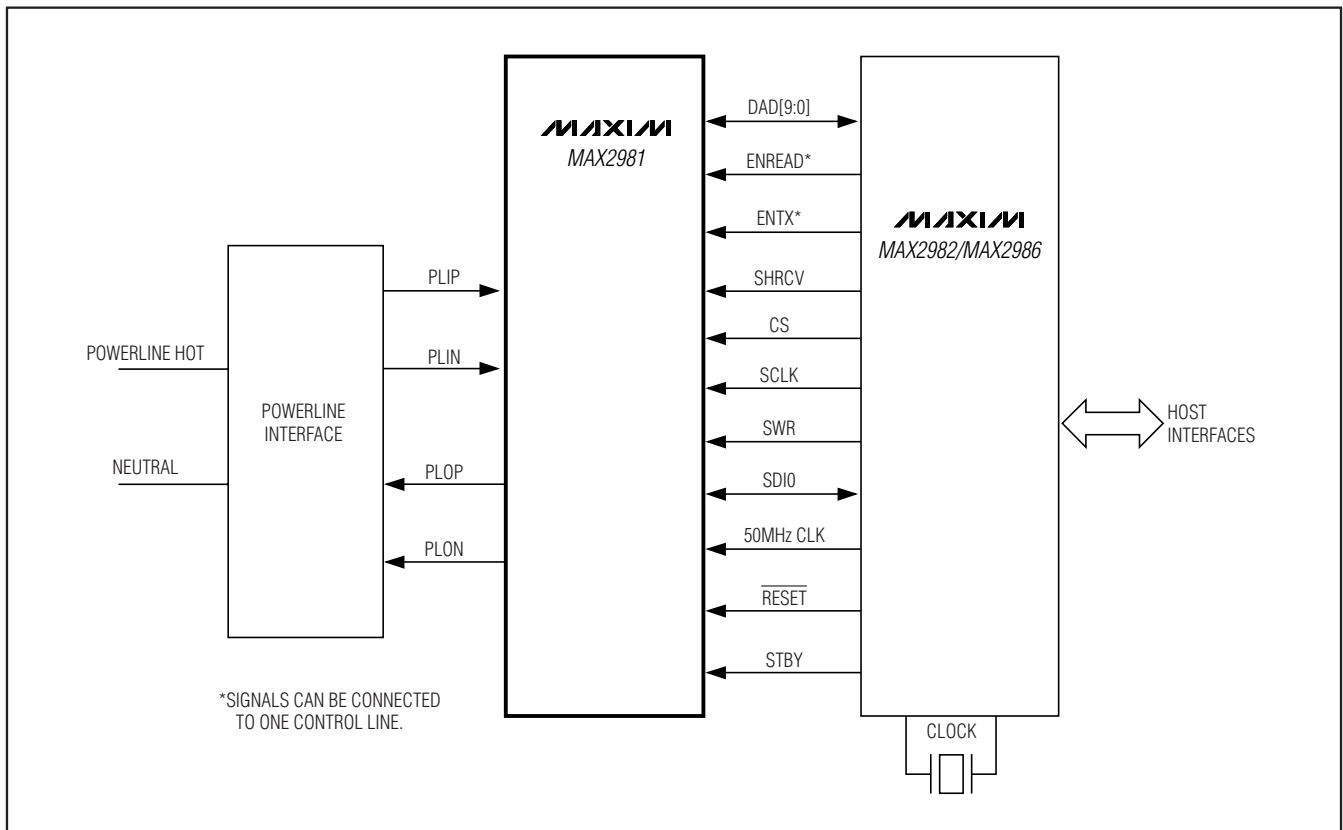 MAXIM
MAX2981
MAXIM
MAX2982/MAX2986
DAD[9:0]
ENREAD*
ENTX*
SHRCV
CS
SCLK
SWR
SDI0
50MHz CLK
RESET
STBY
PLIP
PLIN
PLOP
PLON
POWERLINE HOT
NEUTRAL
POWERLINE
INTERFACE
HOST
INTERFACES
CLOCK
*SIGNALS CAN BE CONNECTED
TO ONE CONTROL LINE.